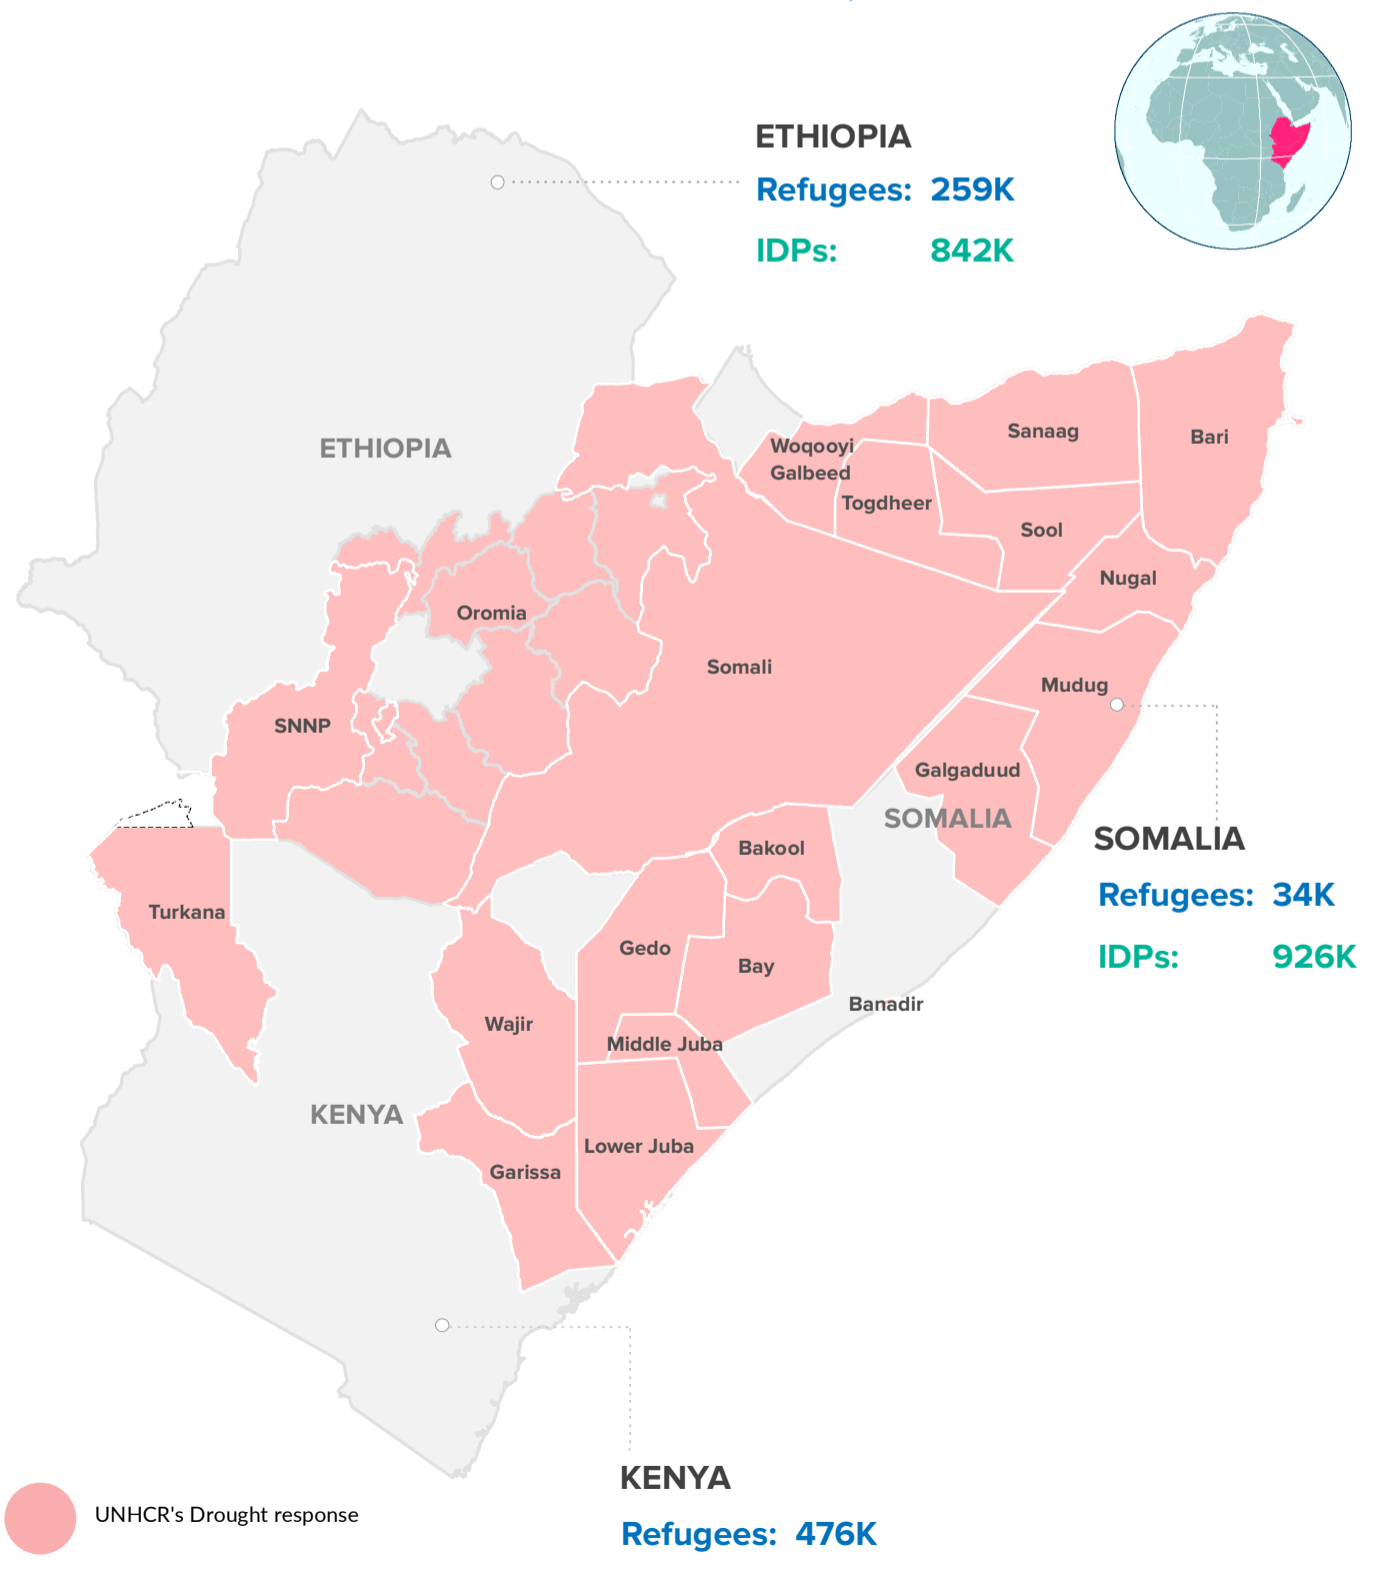 ETHIOPIA
Refugees: 259K
IDPs: 842K
ETHIOPIA
Sanaag
Bari
Woqooyi
Galbeed
Togdheer
Sool
Nugal
Oromia
Somali
Mudug
SNNP
Galgaduud
SOMALIA
SOMALIA
Refugees: 34K
IDPs: 926K
Bakool
Turkana
Gedo
Bay
Banadir
Wajir
Middle Juba
KENYA
Lower Juba
Garissa
KENYA
Refugees: 476K
UNHCR's Drought response